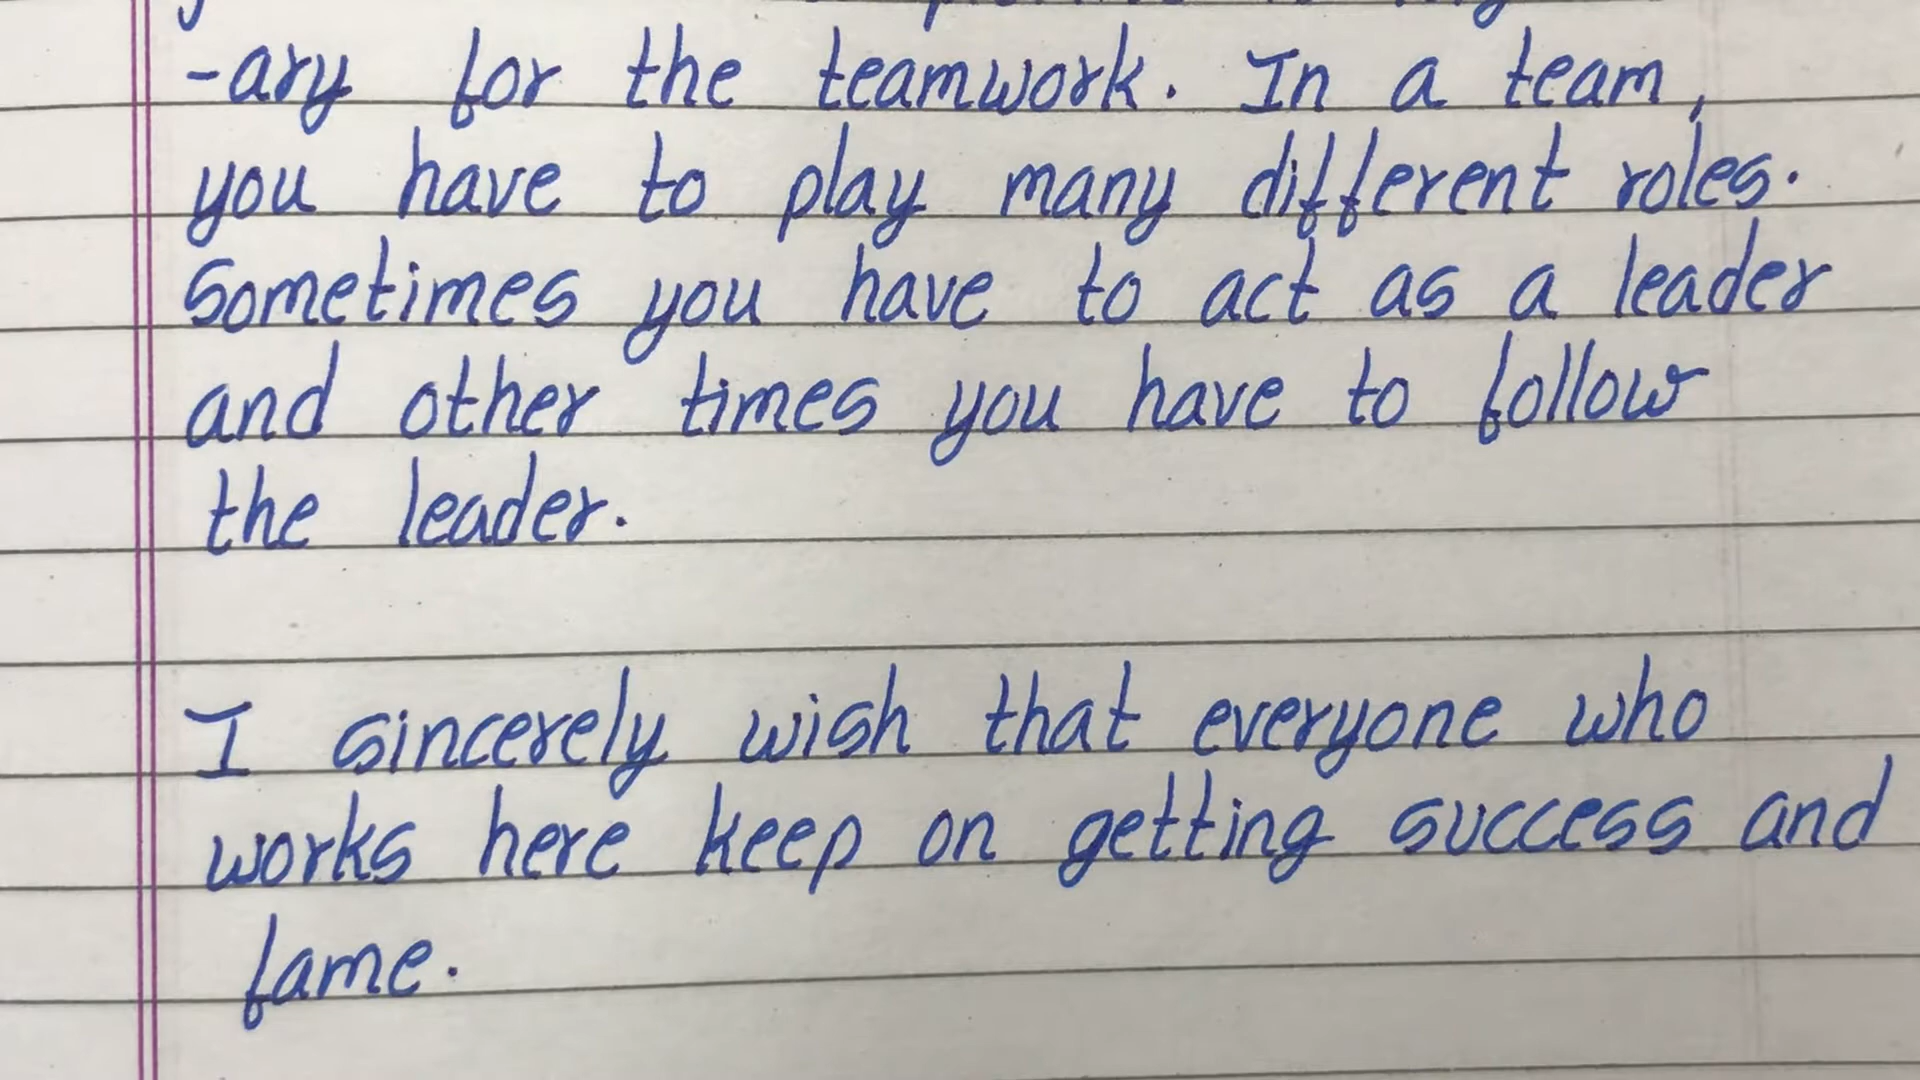 -ary for the teamwork. In a team,
you have to play many different roles.
Sometimes you have to act as a leader
and other times you have to follow
the leader.
I sincerely wish that everyone who
works here keep on getting success and
fame.